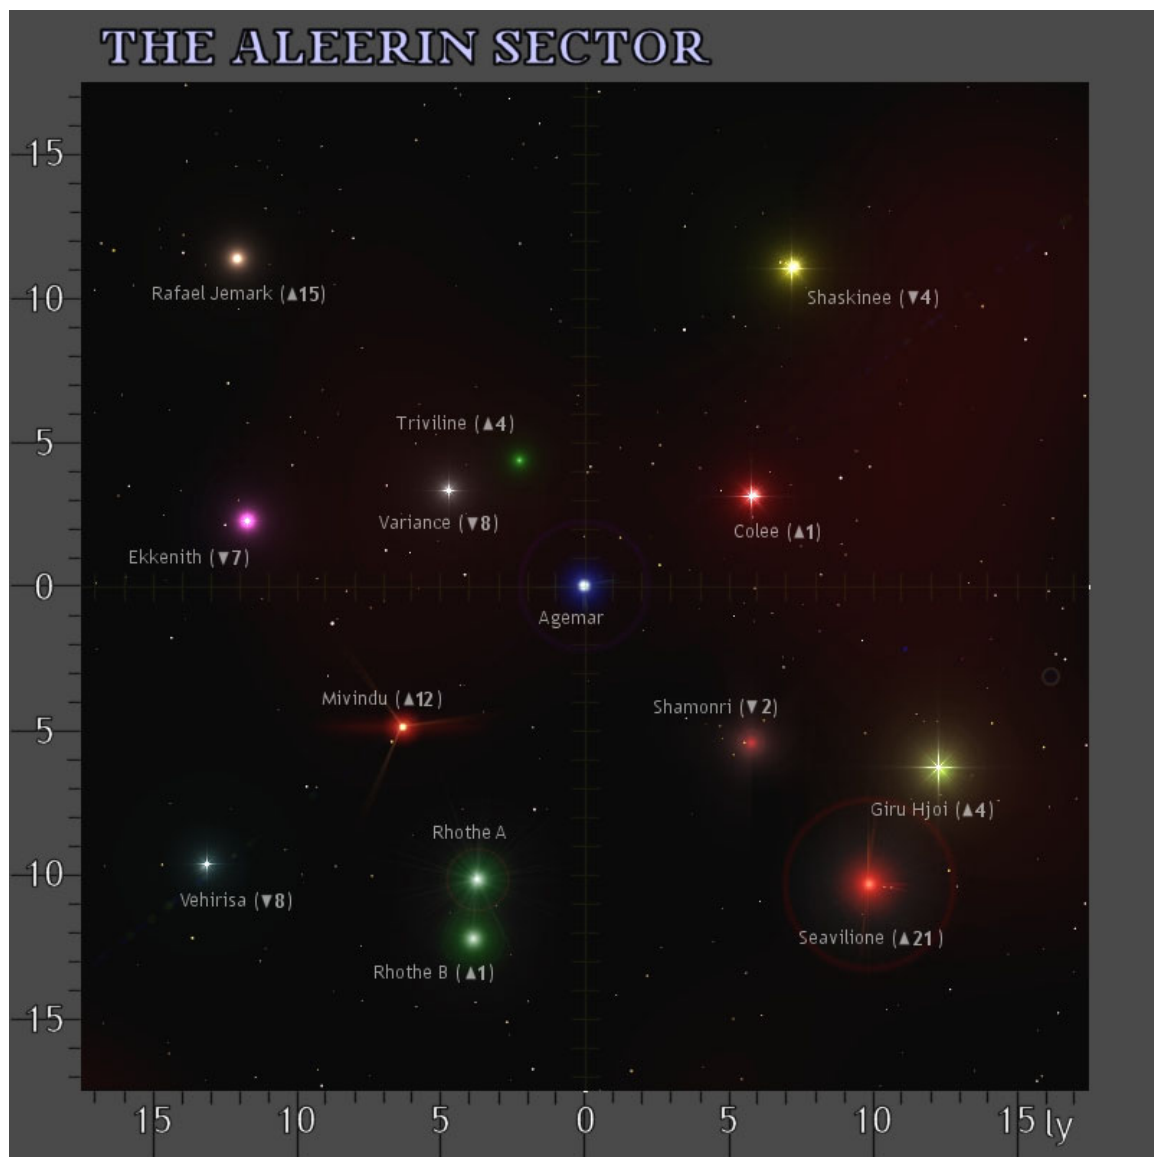 THE ALEERIN SECTOR
15
Rafael Jemark (▲15)
10
Shaskinee (▼4)
Triviline (▲4)
5
Variance (▼8)
Colee (▲1)
Ekkenith (▼7)
0
Agemar
Mivindu (▲12)
Shamonri (▼2)
5
Giru Hjoi (▲4)
Rhothe A
10
Vehirisa (▼8)
Seavilione (▲21)
Rhothe B (▲1)
15
15 10 5 0 5 10 15 ly